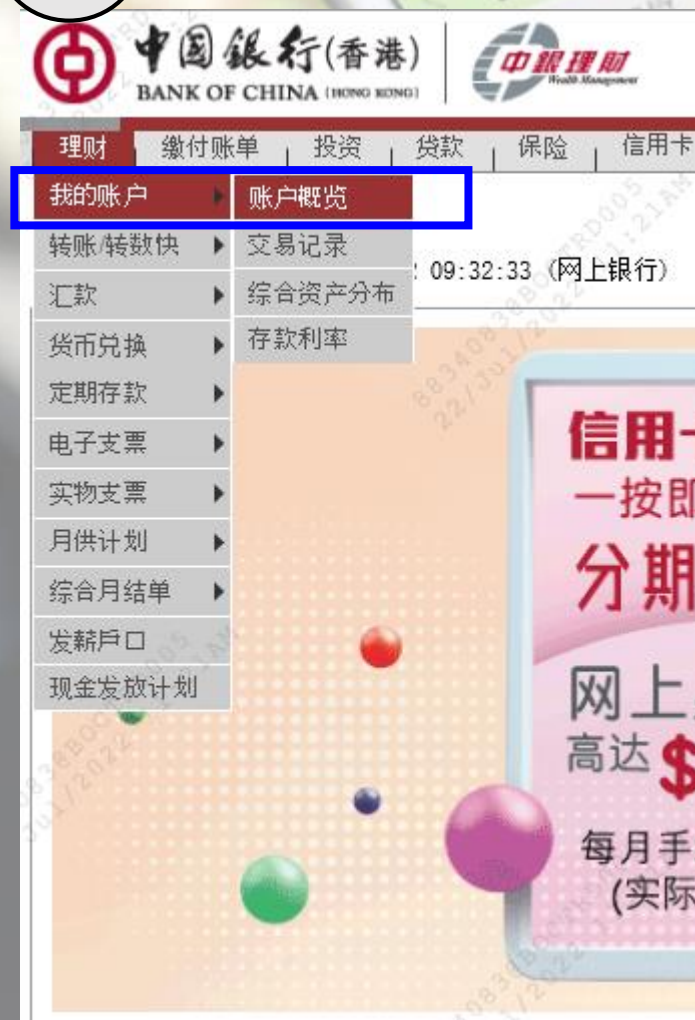 中国银行(香港)
BANK OF CHINA (HONG KONG)
中銀理財
Wealth Management
理财 缴付账单 投资 贷款 保险 信用卡
我的账户 账户概览
转账/转数快 交易记录
09:32:33 (网上银行)
汇款 综合资产分布
货币兑换 存款利率
定期存款
电子支票
实物支票
月供计划
综合月结单
发薪戶口
现金发放计划
信用卡
一按即
分期
网上
高达 $
每月手
(实际